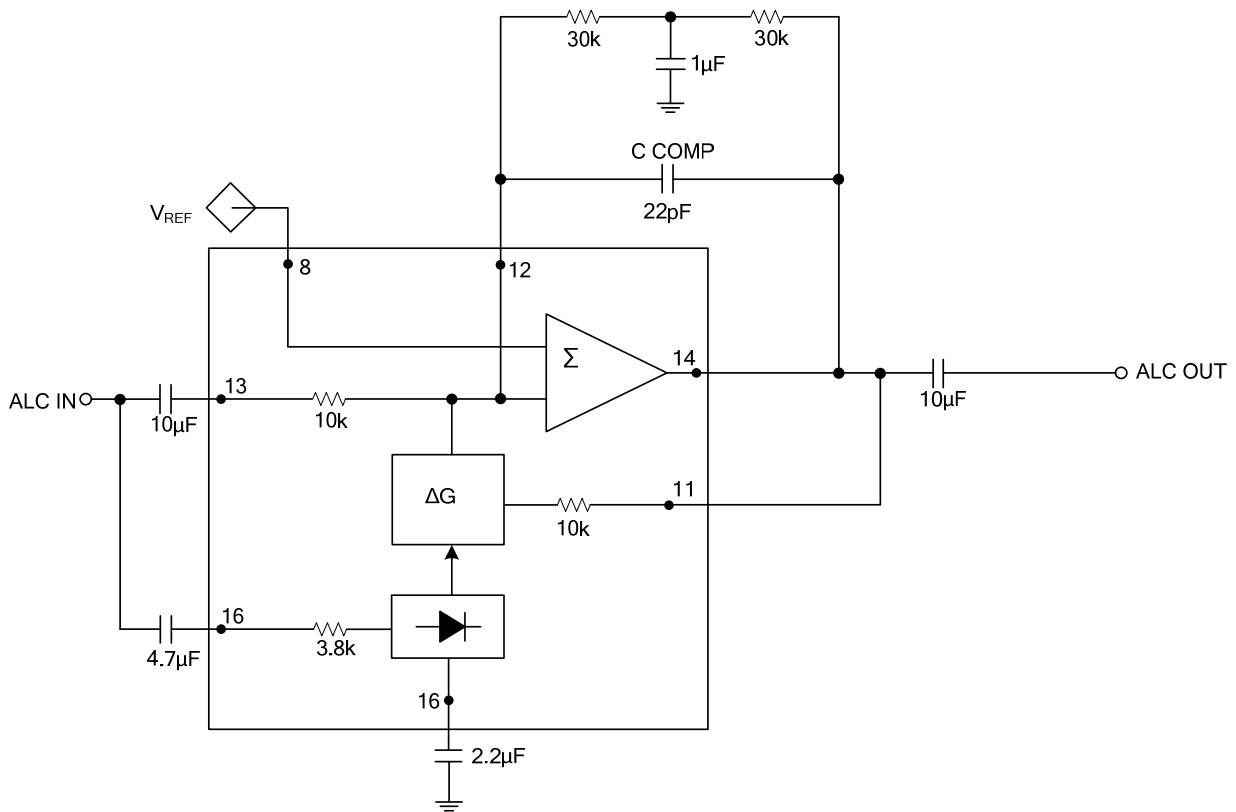 30k
30k
1µF
C COMP
22pF
VREF
8
12
Σ
14
ALC IN
10µF
13
10k
ALC OUT
10µF
ΔG
11
10k
16
4.7µF
3.8k
16
2.2µF